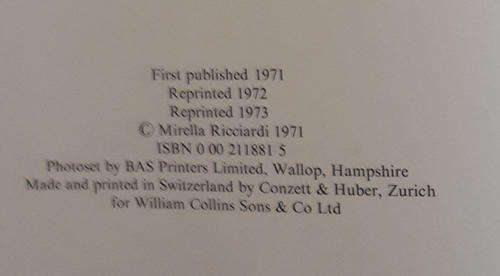 First published 1971
Reprinted 1972
Reprinted 1973
© Mirella Ricciardi 1971
ISBN 0 00 211881 5
Photoset by BAS Printers Limited, Wallop, Hampshire
Made and printed in Switzerland by Conzett & Huber, Zurich
for William Collins Sons & Co Ltd